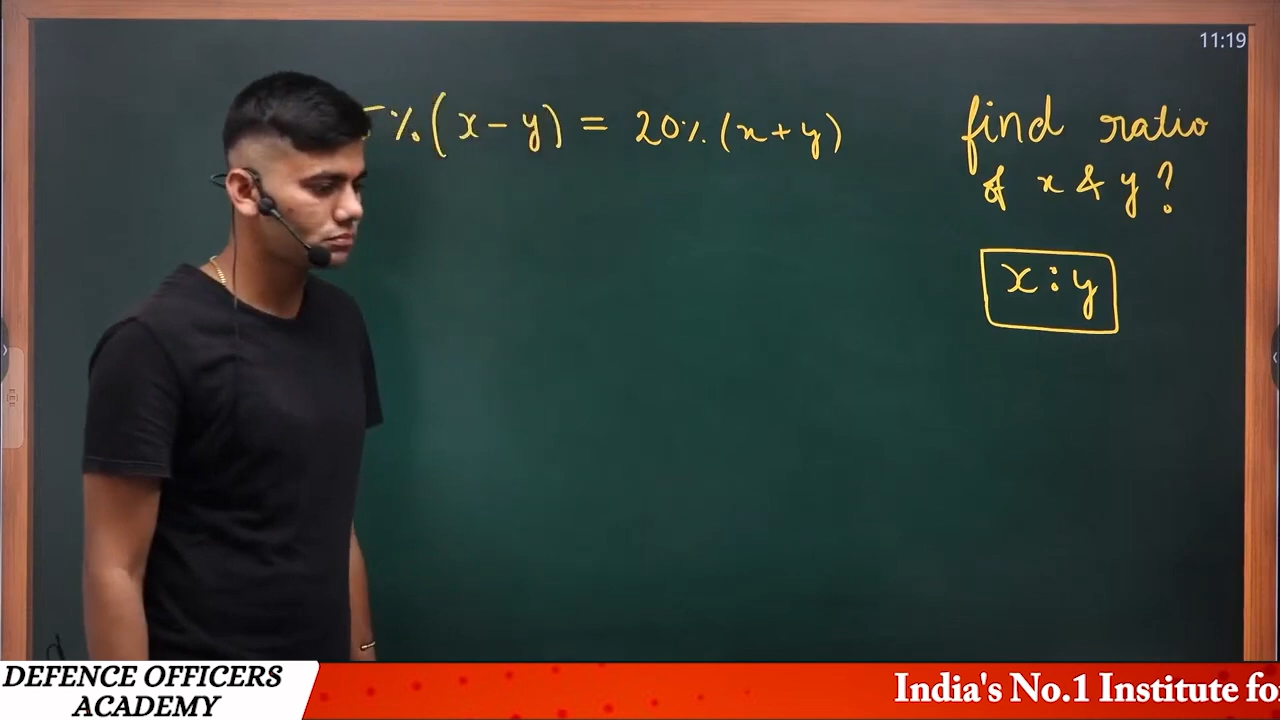 11:19
%(x-y) = 20%(x+y)
find ratio
of x & y?
x:y
DEFENCE OFFICERS
ACADEMY
India's No.1 Institute fo